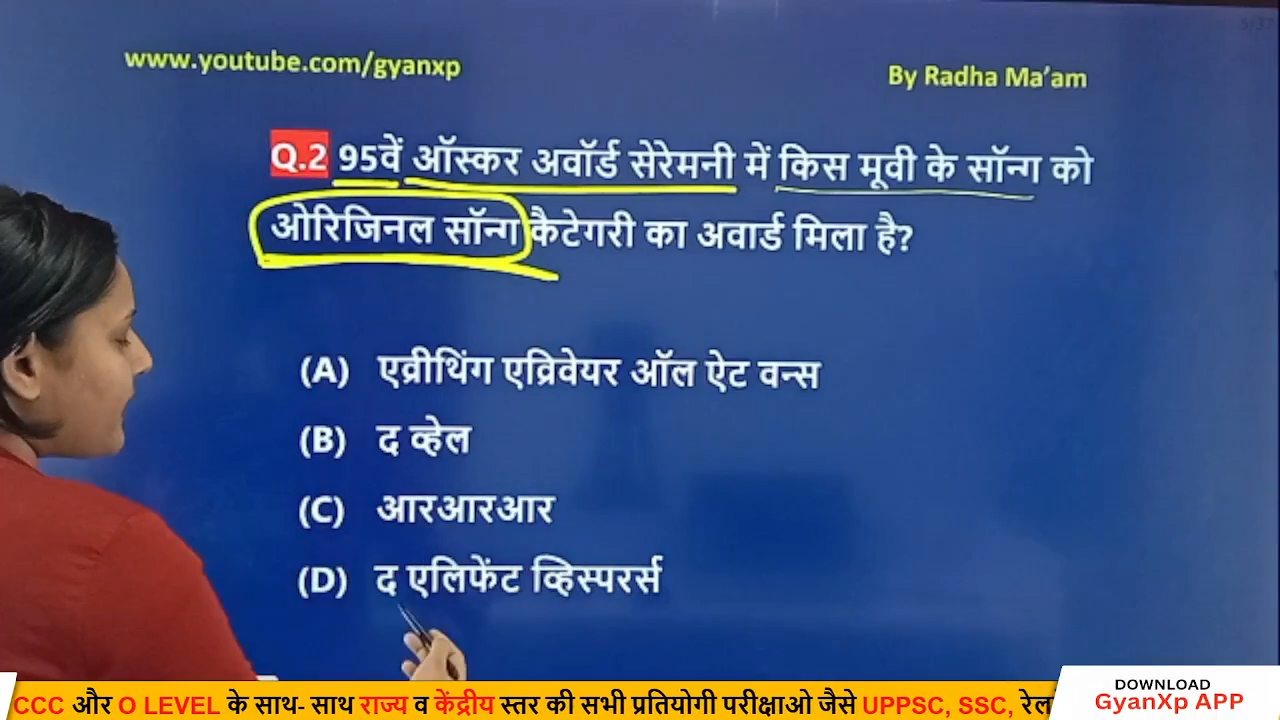 www.youtube.com/gyanxp
By Radha Ma'am
Q.2 95वें ऑस्कर अवॉर्ड सेरेमनी में किस मूवी के सॉन्ग को
ओरिजिनल सॉन्ग कैटेगरी का अवार्ड मिला है?
(A) एव्रीथिंग एव्रिवेयर ऑल ऐट वन्स
(B) द व्हेल
(C) आरआरआर
(D) द एलिफेंट व्हिस्परर्स
CCC और O LEVEL के साथ- साथ राज्य व केंद्रीय स्तर की सभी प्रतियोगी परीक्षाओ जैसे UPPSC, SSC, रेल
DOWNLOAD
GyanXp APP